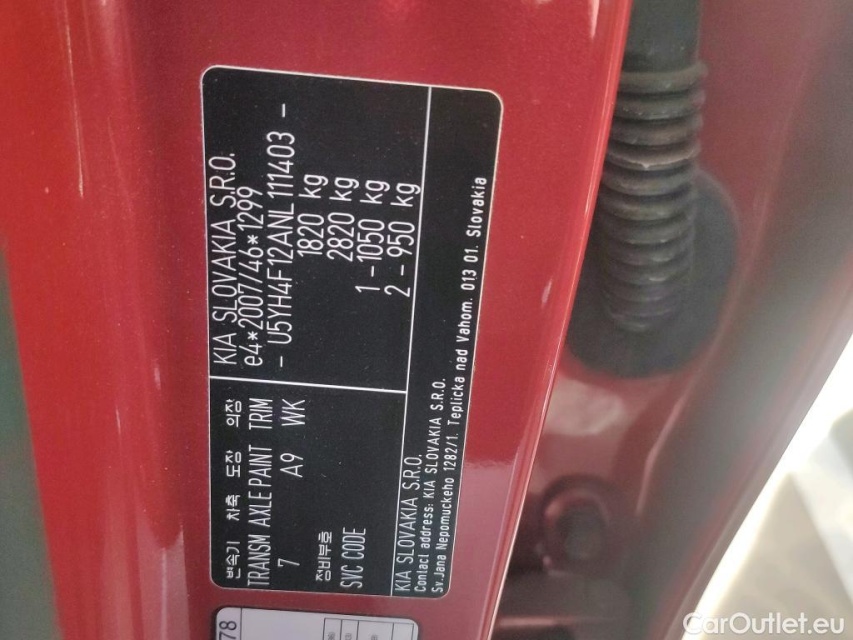 KIA SLOVAKIA S.R.O.
e4*2007/46*1299
- U5YH4F12ANL111403 -
1820 kg
2820 kg
1 - 1050 kg
2 - 950 kg
변속기 차축 도장 의장
TRANSM AXLE PAINT TRIM
7 A9 WK
정비부호
SVC CODE
KIA SLOVAKIA S.R.O.
Contact address: KIA SLOVAKIA S.R.O.
Sv.Jana Nepomuckeho 1282/1. Teplicka nad Vahom. 013 01. Slovakia
78
CarOutlet.eu